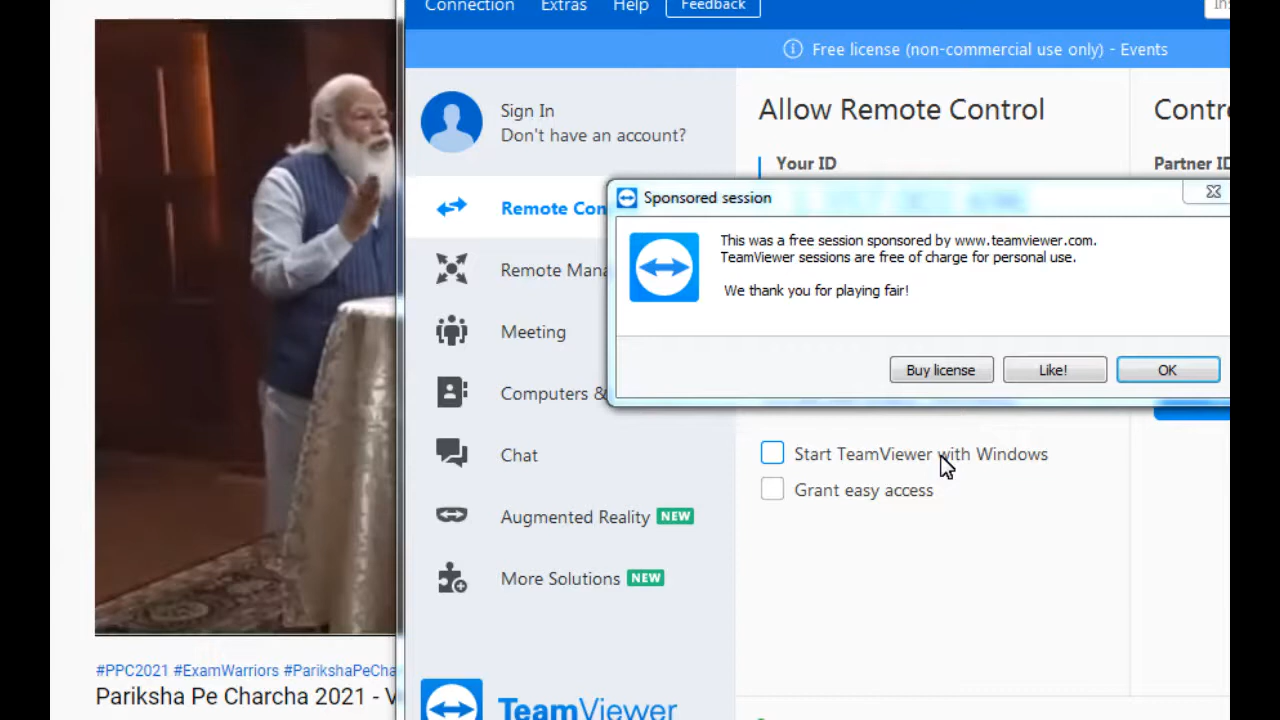 Connection Extras Help Feedback
Free license (non-commercial use only) - Events
Sign In
Don't have an account?
Allow Remote Control
Your ID
Partner ID
Sponsored session
Remote Con
This was a free session sponsored by www.teamviewer.com.
TeamViewer sessions are free of charge for personal use.
We thank you for playing fair!
Remote Mana
Meeting
Buy license Like! OK
Computers &
Start TeamViewer with Windows
Chat
Grant easy access
Augmented Reality NEW
More Solutions NEW
#PPC2021 #ExamWarriors #ParikshaPeCha
Pariksha Pe Charcha 2021 - V
TeamViewer